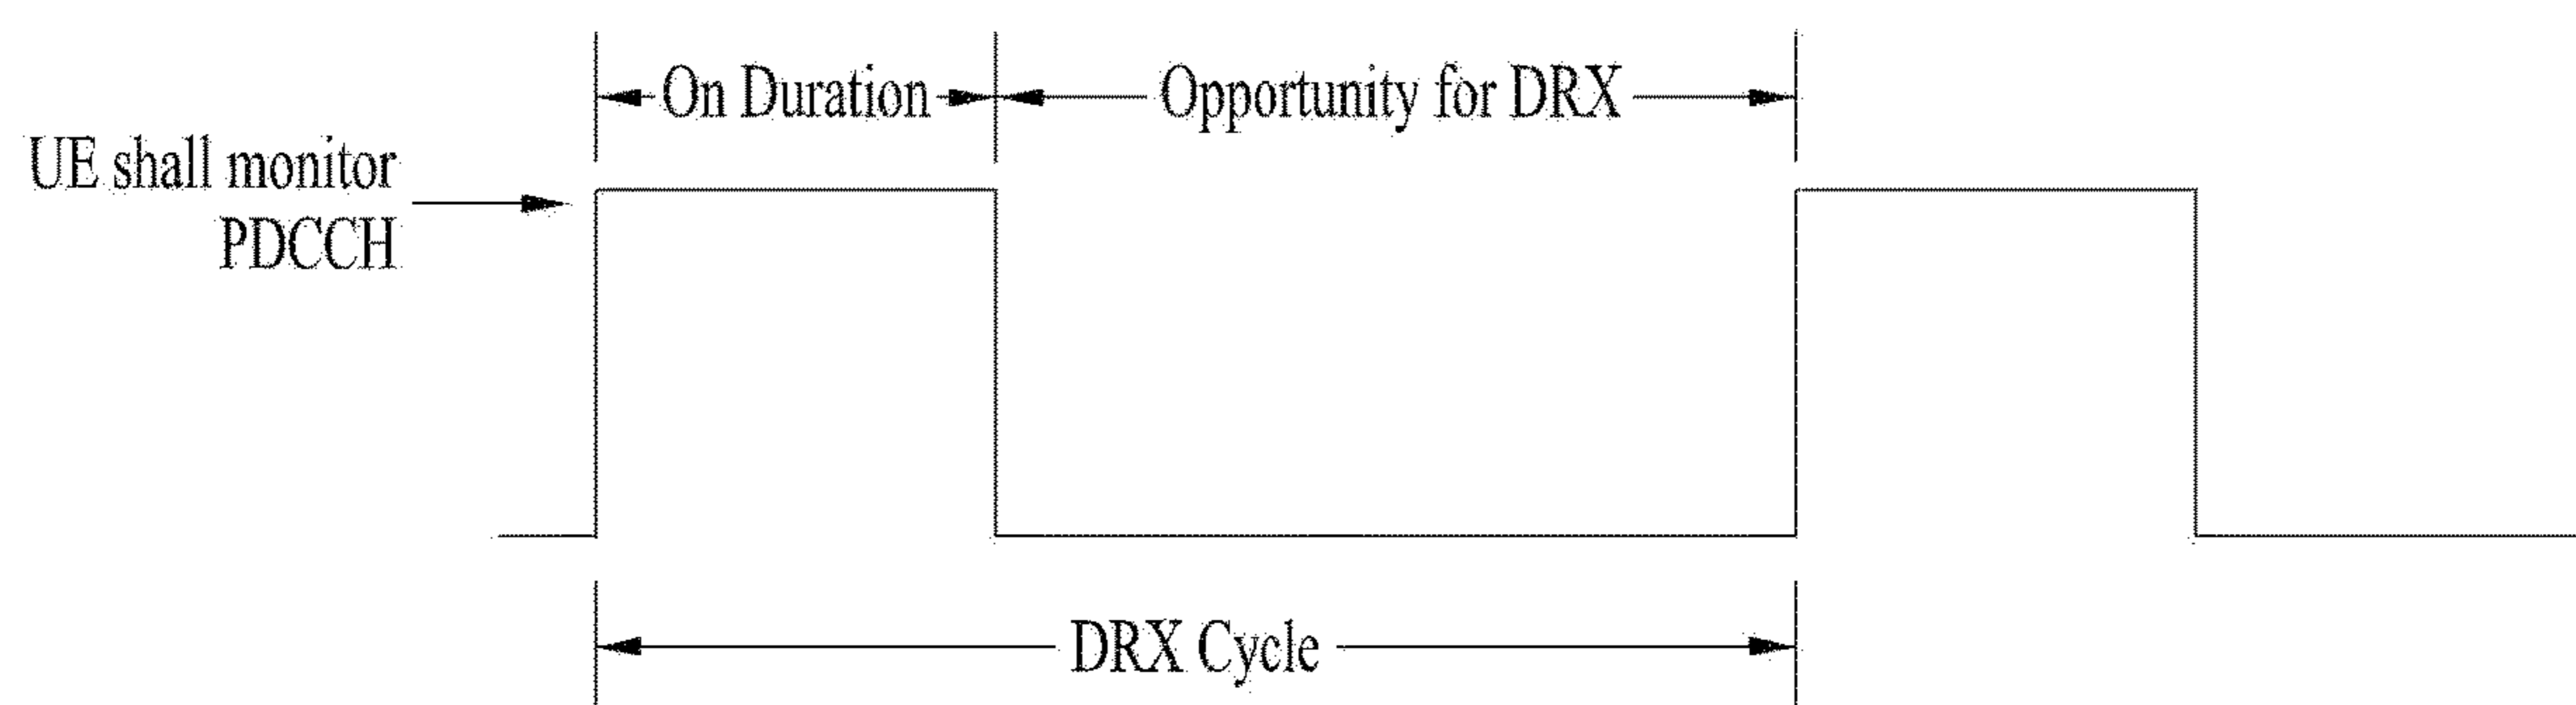 On Duration
Opportunity for DRX
UE shall monitor
PDCCH
DRX Cycle